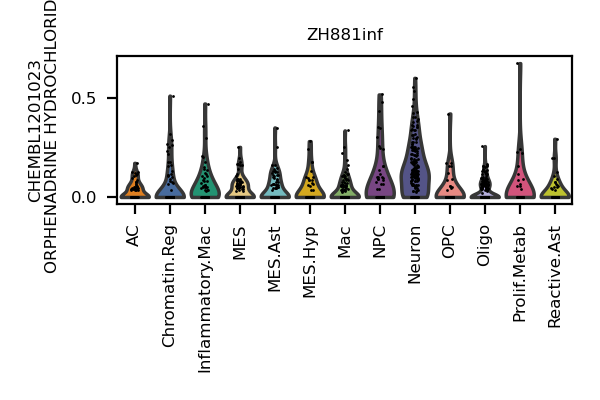 ZH881inf
CHEMBL1201023
ORPHENADRINE HYDROCHLORID
0.5
0.0
AC
Chromatin.Reg
Inflammatory.Mac
MES
MES.Ast
MES.Hyp
Mac
NPC
Neuron
OPC
Oligo
Prolif.Metab
Reactive.Ast